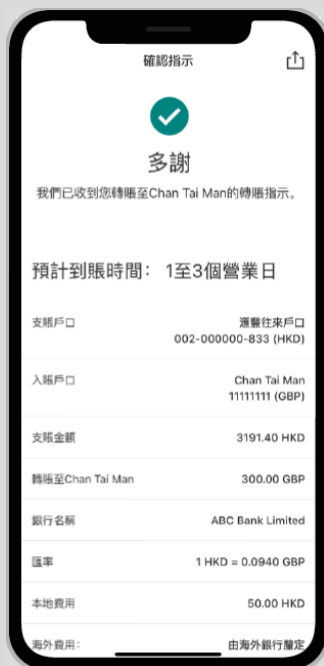 確認指示
多謝
我們已收到您轉賬至Chan Tai Man的轉賬指示。
預計到賬時間： 1至3個營業日
支賬戶口 滙豐往來戶口
002-000000-833 (HKD)
入賬戶口 Chan Tai Man
11111111 (GBP)
支賬金額 3191.40 HKD
轉賬至Chan Tai Man 300.00 GBP
銀行名稱 ABC Bank Limited
匯率 1 HKD = 0.0940 GBP
本地費用 50.00 HKD
海外費用： 由海外銀行釐定